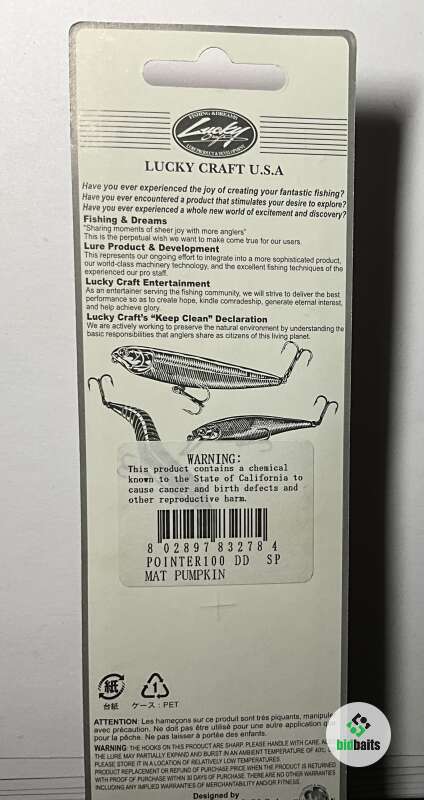 FISHING & DREAMS
Lucky
Craft
LURE PRODUCT & DEVELOPMENT
LUCKY CRAFT U.S.A
Have you ever experienced the joy of creating your fantastic fishing?
Have you ever encountered a product that stimulates your desire to explore?
Have you ever experienced a whole new world of excitement and discovery?
Fishing & Dreams
"Sharing moments of sheer joy with more anglers"
This is the perpetual wish we want to make come true for our users.
Lure Product & Development
This represents our ongoing effort to integrate into a more sophisticated product,
our world-class machinery technology, and the excellent fishing techniques of the
experienced our pro staff.
Lucky Craft Entertainment
As an entertainer serving the fishing community, we will strive to deliver the best
performance so as to create hope, kindle comradeship, generate eternal interest,
and help achieve glory.
Lucky Craft's "Keep Clean" Declaration
We are actively working to preserve the natural environment by understanding the
basic responsibilities that anglers share as citizens of this living planet.
WARNING:
This product contains a chemical
known to the State of California to
cause cancer and birth defects and
other reproductive harm.
8 02897 83278 4
POINTER100 DD SP
MAT PUMPKIN
紙
1
台紙
ケース：PET
ATTENTION: Les hameçons sur ce produit sont très piquants, manipulez
avec précaution. Ne doit pas être utilisé pour une autre application que
pour la pêche. Ne pas laisser à portée des enfants.
WARNING: THE HOOKS ON THIS PRODUCT ARE SHARP. PLEASE HANDLE WITH CARE. ALSO
THE LURE MAY EXPAND AND BURST IN AN AMBIENT TEMPERATURE OF 40
PLEASE STORE IT IN A LOCATION OF RELATIVELY LOW TEMPERATURES.
PRODUCT REPLACEMENT OR REFUND OF PURCHASE PRICE WHEN THE PRODUCT IS RETURNED
WITH PROOF OF PURCHASE WITHIN 30 DAYS OF PURCHASE. THERE ARE NO OTHER WARRANTIES
INCLUDING ANY IMPLIED WARRANTIES OF MERCHANTABILITY AND/OR FITNESS.
Designed by
bidbaits